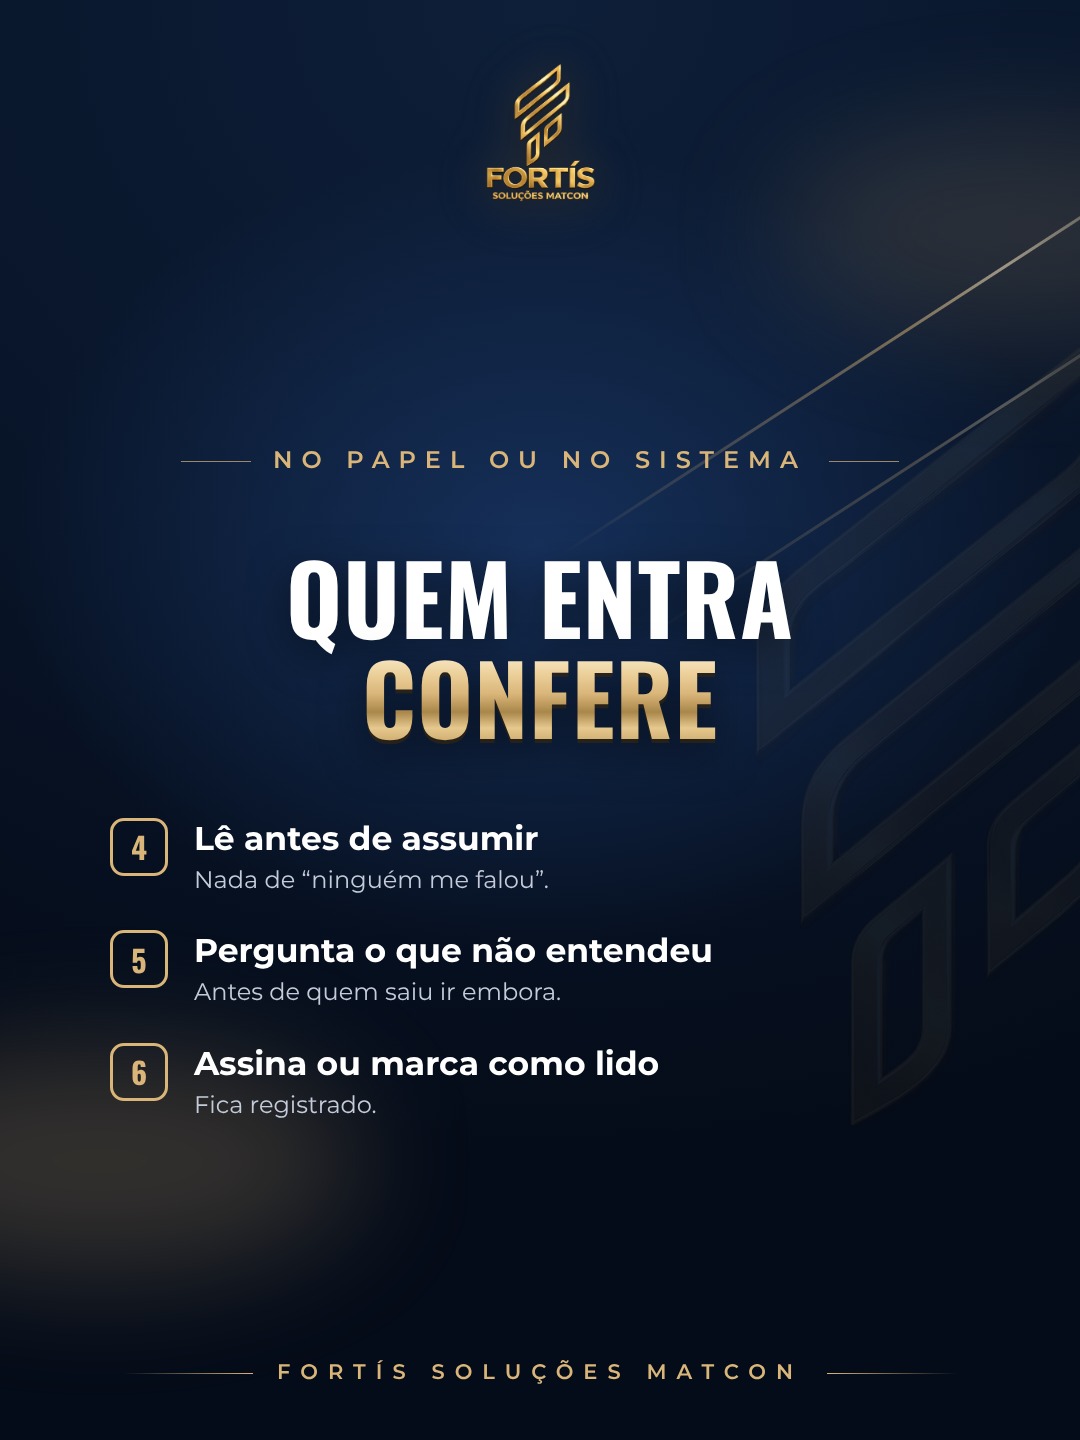 FORTÍS
SOLUÇÕES MATCON
NO PAPEL OU NO SISTEMA
QUEM ENTRA
CONFERE
4
Lê antes de assumir
Nada de “ninguém me falou”.
5
Pergunta o que não entendeu
Antes de quem saiu ir embora.
6
Assina ou marca como lido
Fica registrado.
FORTÍS SOLUÇÕES MATCON